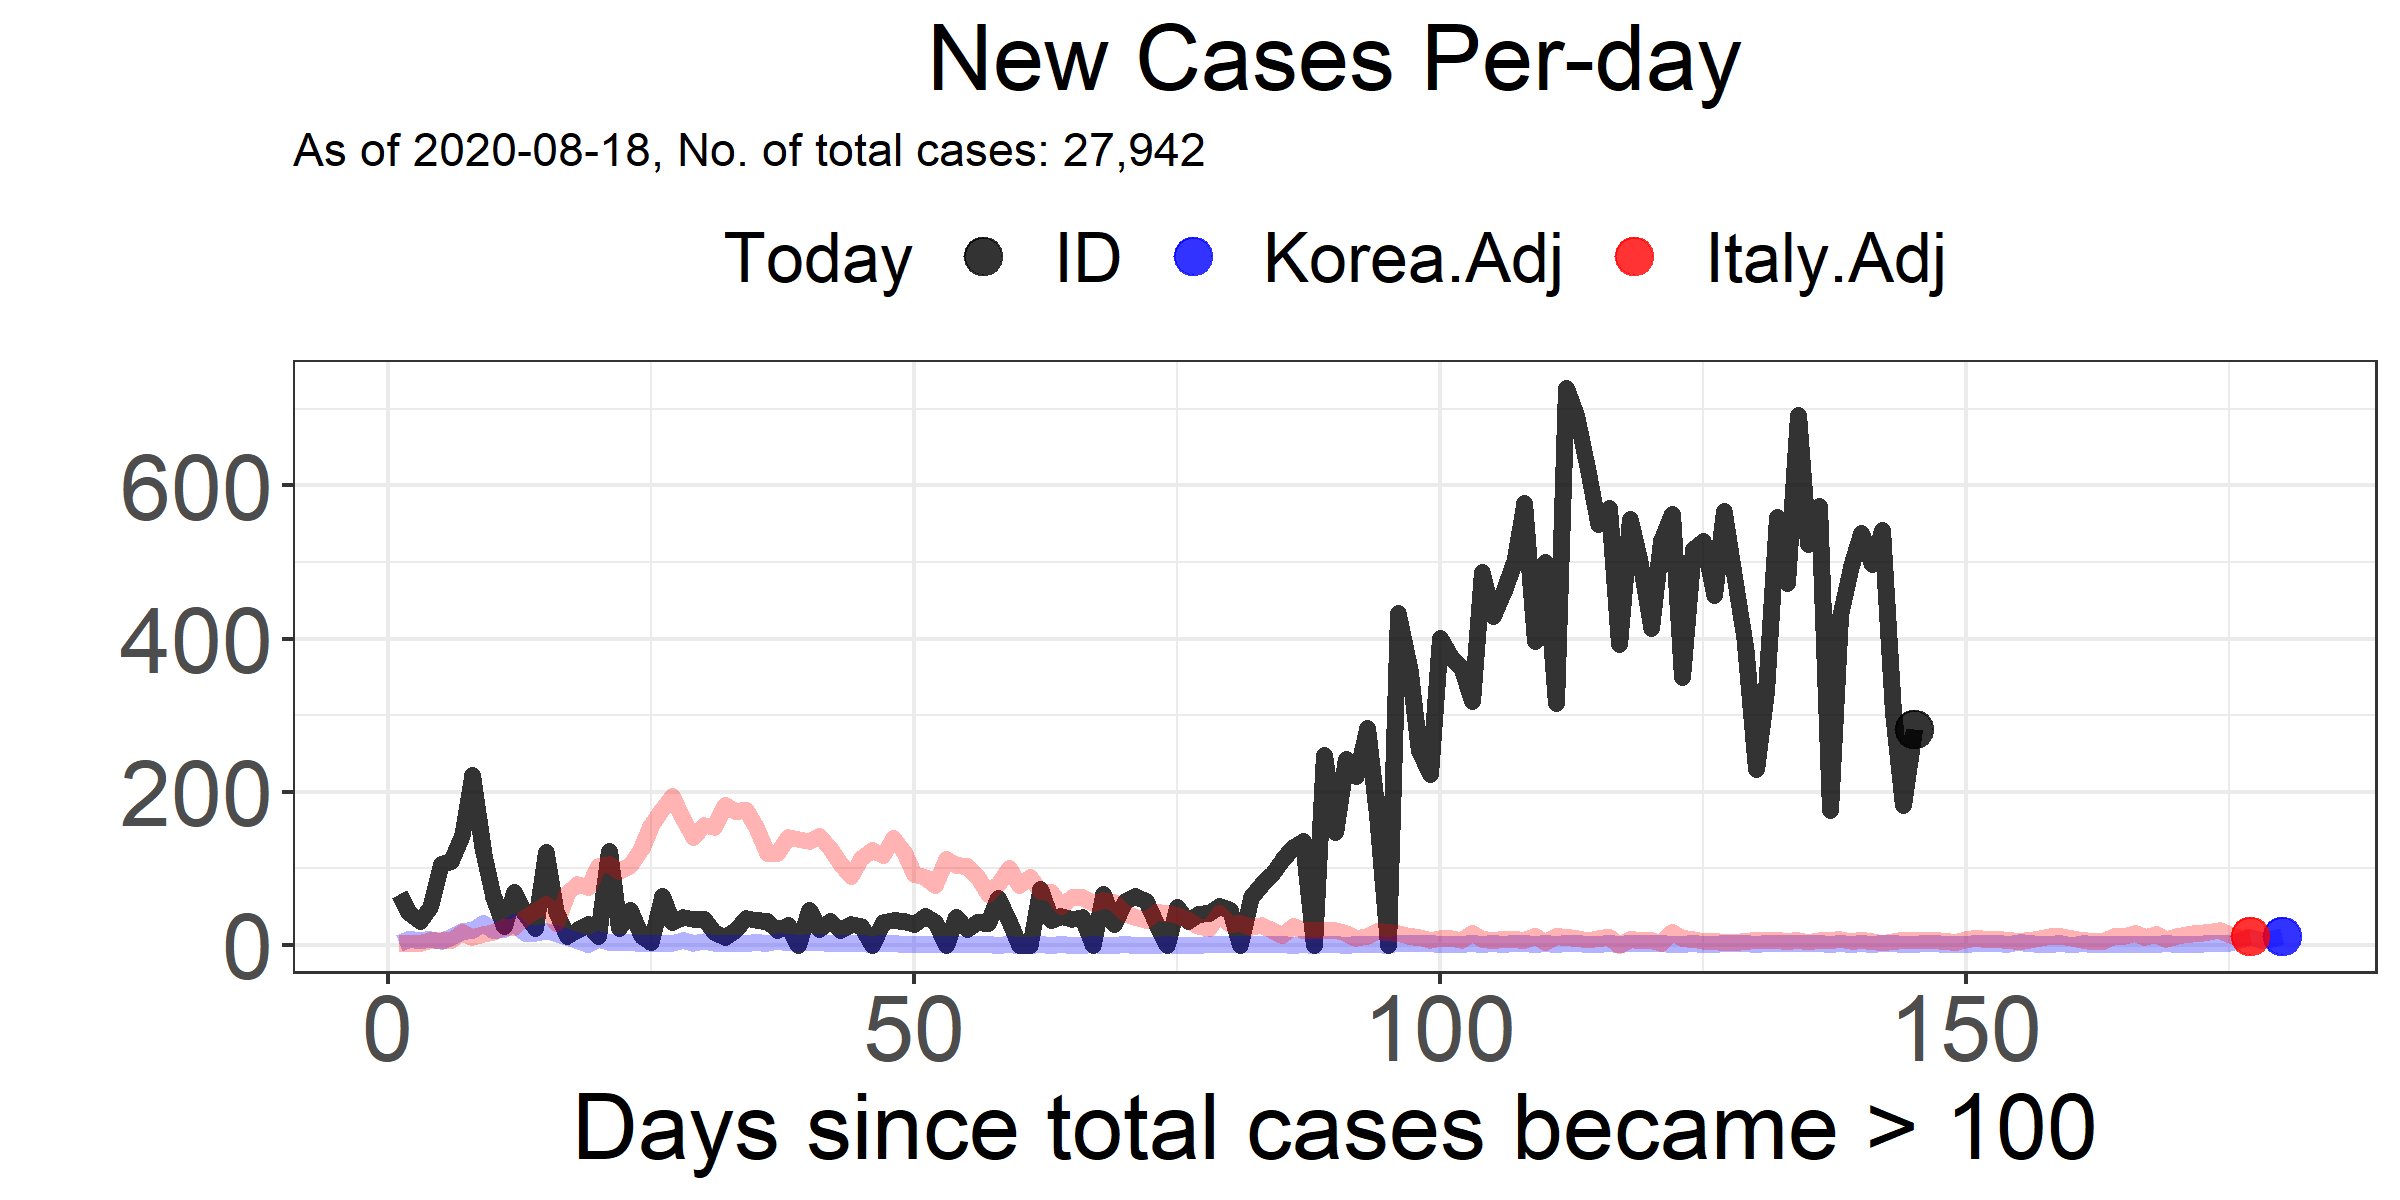 New Cases Per-day
As of 2020-08-18, No. of total cases: 27,942
Today ID Korea.Adj Italy.Adj
600
400
200
0
0 50 100 150
Days since total cases became > 100